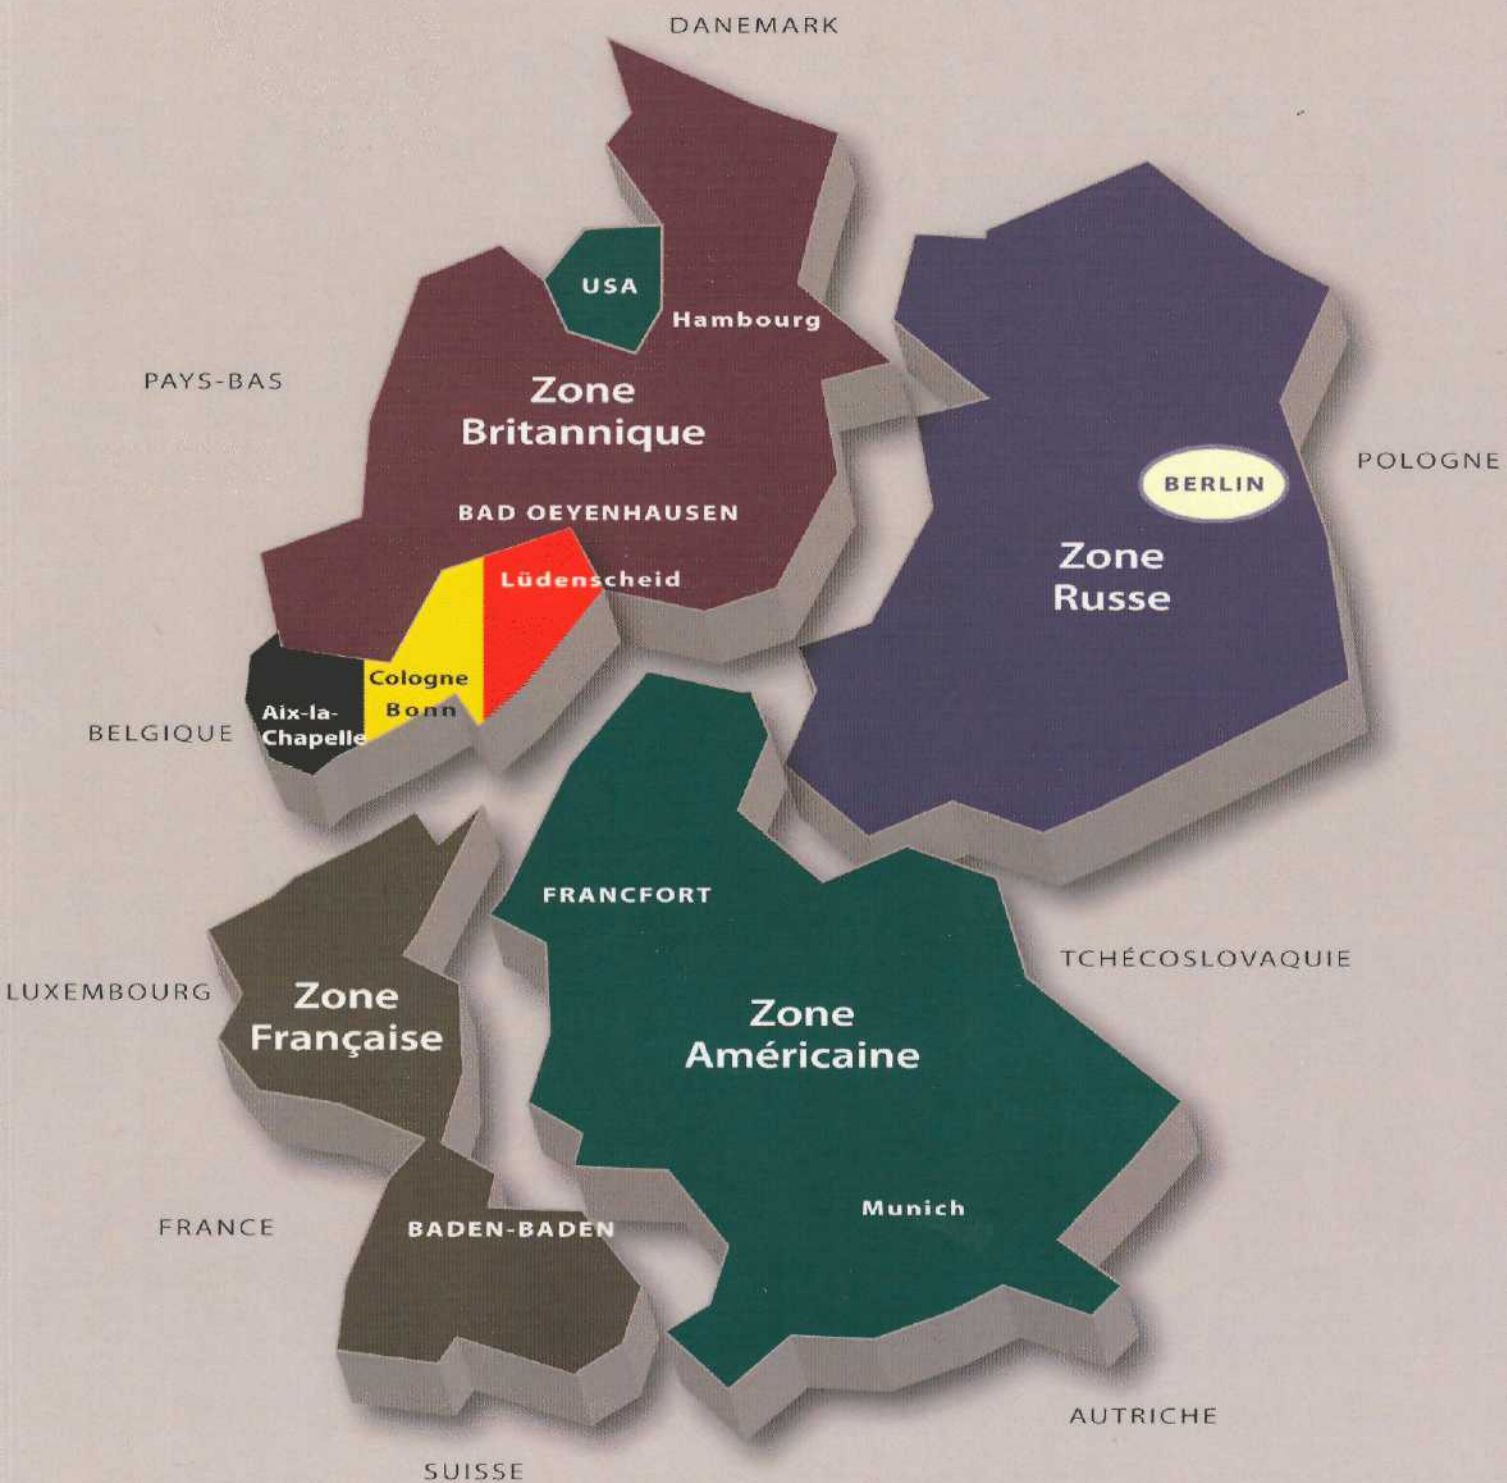 DANEMARK
USA
Hambourg
PAYS-BAS
Zone
Britannique
POLOGNE
BERLIN
BAD OEYENHAUSEN
Zone
Russe
Lüdenscheid
Cologne
Bonn
Aix-la-
Chapelle
BELGIQUE
FRANCFORT
TCHÉCOSLOVAQUIE
LUXEMBOURG
Zone
Française
Zone
Américaine
Munich
FRANCE
BADEN-BADEN
AUTRICHE
SUISSE